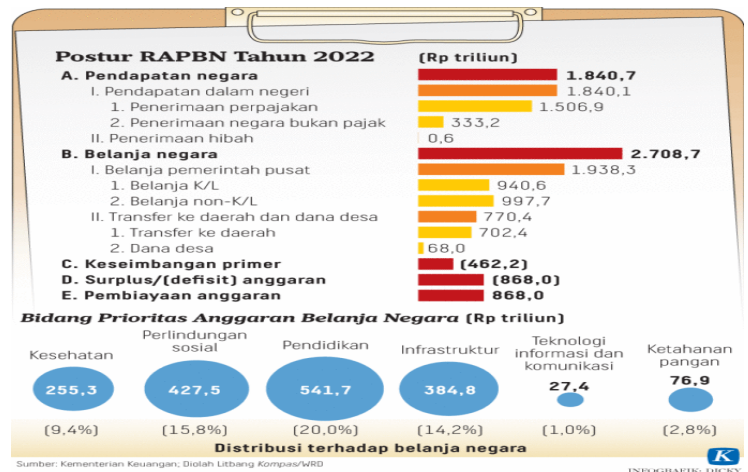 Postur RAPBN Tahun 2022 (Rp triliun)
A. Pendapatan negara 1.840,7
I. Pendapatan dalam negeri 1.840,1
1. Penerimaan perpajakan 1.506,9
2. Penerimaan negara bukan pajak 333,2
II. Penerimaan hibah 0,6
B. Belanja negara 2.708,7
I. Belanja pemerintah pusat 1.938,3
1. Belanja K/L 940,6
2. Belanja non-K/L 997,7
II. Transfer ke daerah dan dana desa 770,4
1. Transfer ke daerah 702,4
2. Dana desa 68,0
C. Keseimbangan primer (462,2)
D. Surplus/(defisit) anggaran (868,0)
E. Pembiayaan anggaran 868,0
Bidang Prioritas Anggaran Belanja Negara (Rp triliun)
Kesehatan
255,3
(9,4%)
Perlindungan
sosial
427,5
(15,8%)
Pendidikan
541,7
(20,0%)
Infrastruktur
384,8
(14,2%)
Teknologi
informasi dan
komunikasi
27,4
(1,0%)
Ketahanan
pangan
76,9
(2,8%)
Distribusi terhadap belanja negara
Sumber: Kementerian Keuangan; Diolah Litbang Kompas/WRD
K
INFOGRAFIK: DICKY